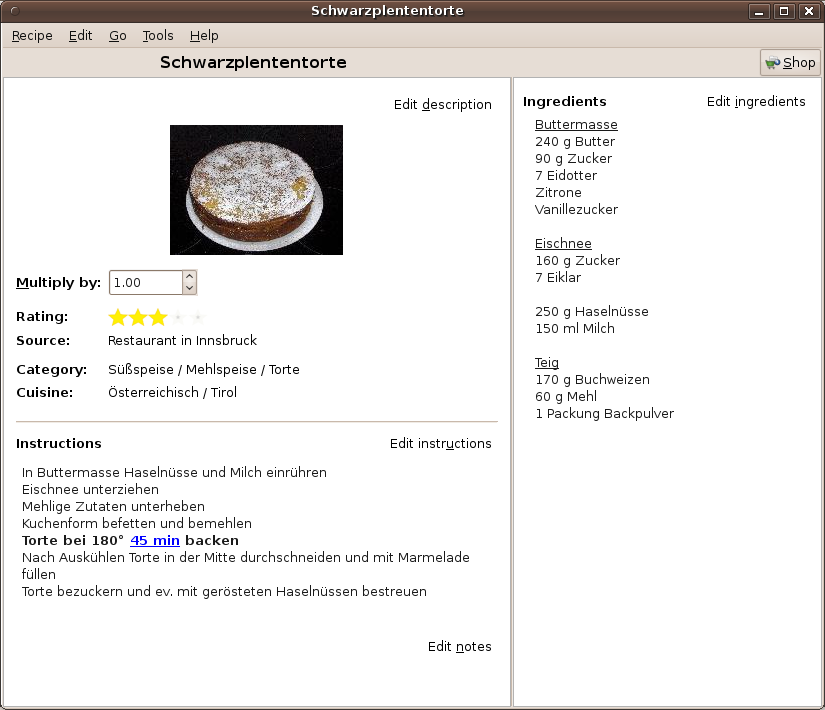 Schwarzplententorte
Recipe Edit Go Tools Help
Schwarzplententorte
Shop
Edit description
Multiply by: 1.00
Rating:
Source: Restaurant in Innsbruck
Category: Süßspeise / Mehlspeise / Torte
Cuisine: Österreichisch / Tirol
Instructions
Edit instructions
In Buttermasse Haselnüsse und Milch einrühren
Eischnee unterziehen
Mehlige Zutaten unterheben
Kuchenform befetten und bemehlen
Torte bei 180° 45 min backen
Nach Auskühlen Torte in der Mitte durchschneiden und mit Marmelade
füllen
Torte bezuckern und ev. mit gerösteten Haselnüssen bestreuen
Edit notes
Ingredients
Edit ingredients
Buttermasse
240 g Butter
90 g Zucker
7 Eidotter
Zitrone
Vanillezucker
Eischnee
160 g Zucker
7 Eiklar
250 g Haselnüsse
150 ml Milch
Teig
170 g Buchweizen
60 g Mehl
1 Packung Backpulver